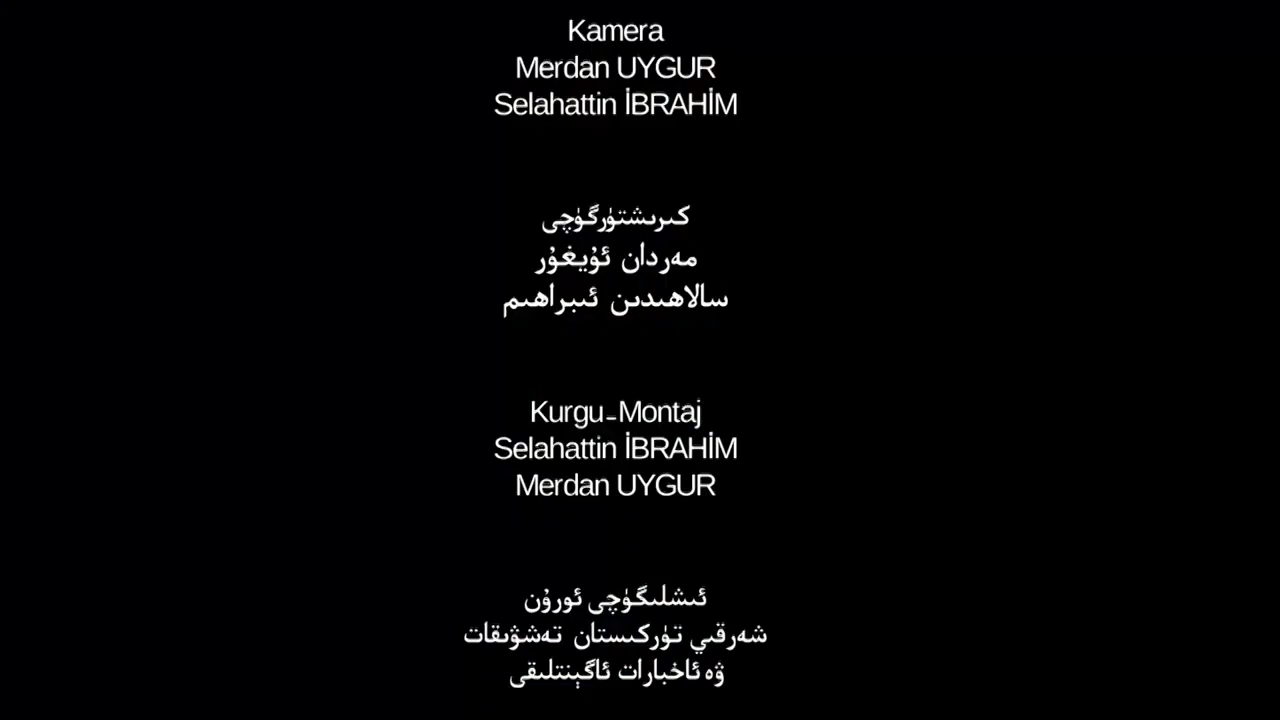 Kamera
Merdan UYGUR
Selahattin İBRAHİM
كىرىشتۈرگۈچى
مەردان ئۇيغۇر
سالاھىدىن ئىبراھىم
Kurgu-Montaj
Selahattin İBRAHİM
Merdan UYGUR
ئىشلىگۈچى ئورۇن
شەرقىي تۈركىستان تەشۋىقات
ۋە ئاخبارات ئاگېنتلىقى